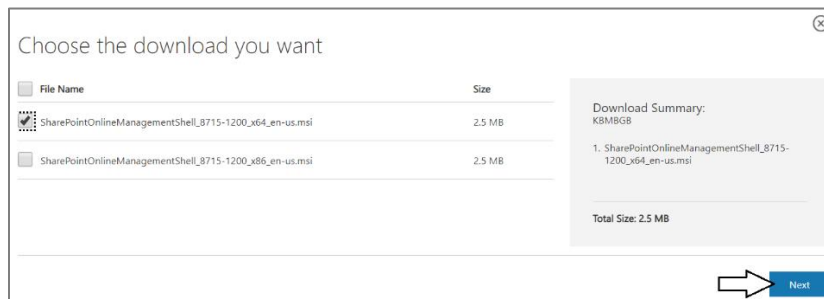 Choose the download you want
File Name Size
SharePointOnlineManagementShell_8715-1200_x64_en-us.msi 2.5 MB
SharePointOnlineManagementShell_8715-1200_x86_en-us.msi 2.5 MB
Download Summary:
KBMBGB
1. SharePointOnlineManagementShell_8715-
1200_x64_en-us.msi
Total Size: 2.5 MB
Next